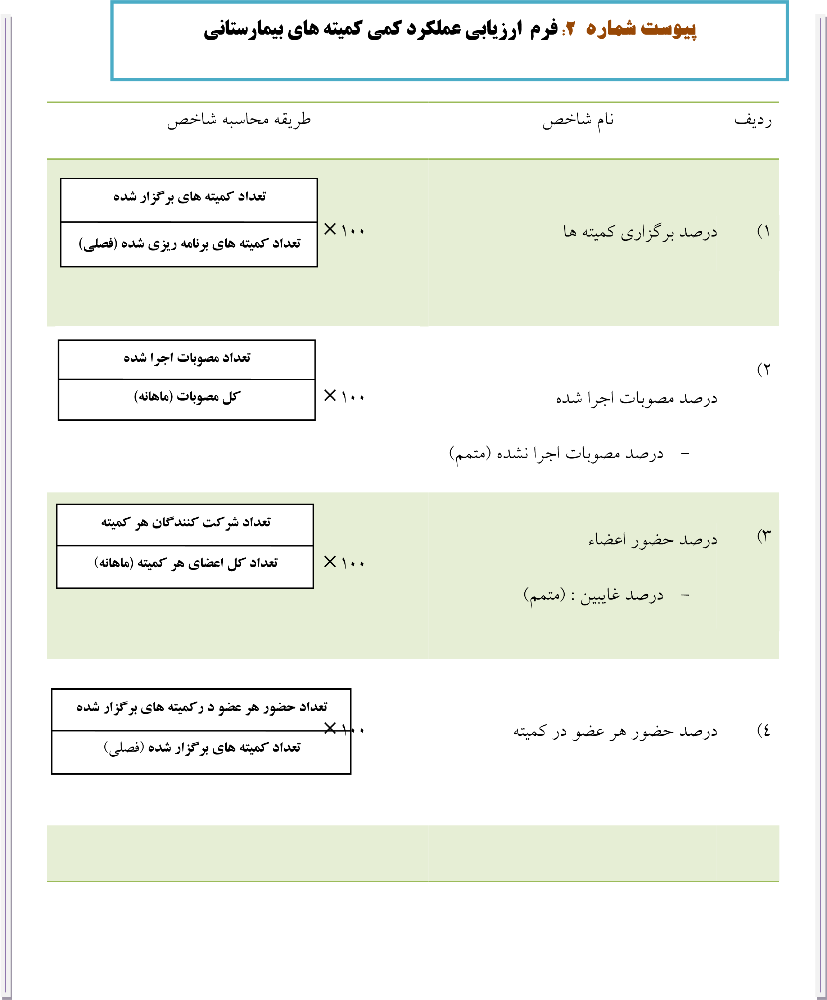 پیوست شماره ۲: فرم ارزیابی عملکرد کمی کمیته های بیمارستانی
ردیف نام شاخص طریقه محاسبه شاخص
تعداد کمیته های برگزار شده
۱) درصد برگزاری کمیته ها ×۱۰۰
تعداد کمیته های برنامه ریزی شده (فصلی)
تعداد مصوبات اجرا شده
۲)
درصد مصوبات اجرا شده ×۱۰۰
کل مصوبات (ماهانه)
- درصد مصوبات اجرا نشده (متمم)
تعداد شرکت کنندگان هر کمیته
۳) درصد حضور اعضاء
تعداد کل اعضای هر کمیته (ماهانه) ×۱۰۰
- درصد غایبین : (متمم)
تعداد حضور هر عضو د رکمیته های برگزار شده
٤) درصد حضور هر عضو در کمیته ×۱۰۰
تعداد کمیته های برگزار شده (فصلی)